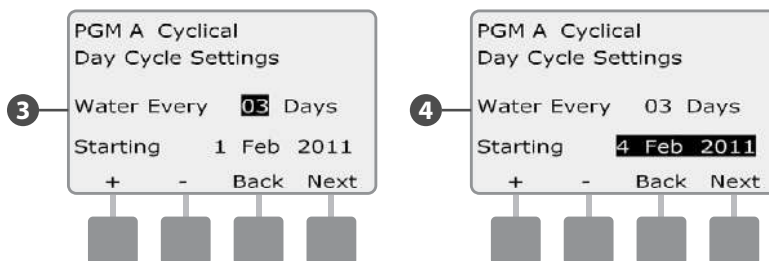 PGM A Cyclical
Day Cycle Settings
3
Water Every 03 Days
Starting 1 Feb 2011
+ - Back Next
PGM A Cyclical
Day Cycle Settings
4
Water Every 03 Days
Starting 4 Feb 2011
+ - Back Next